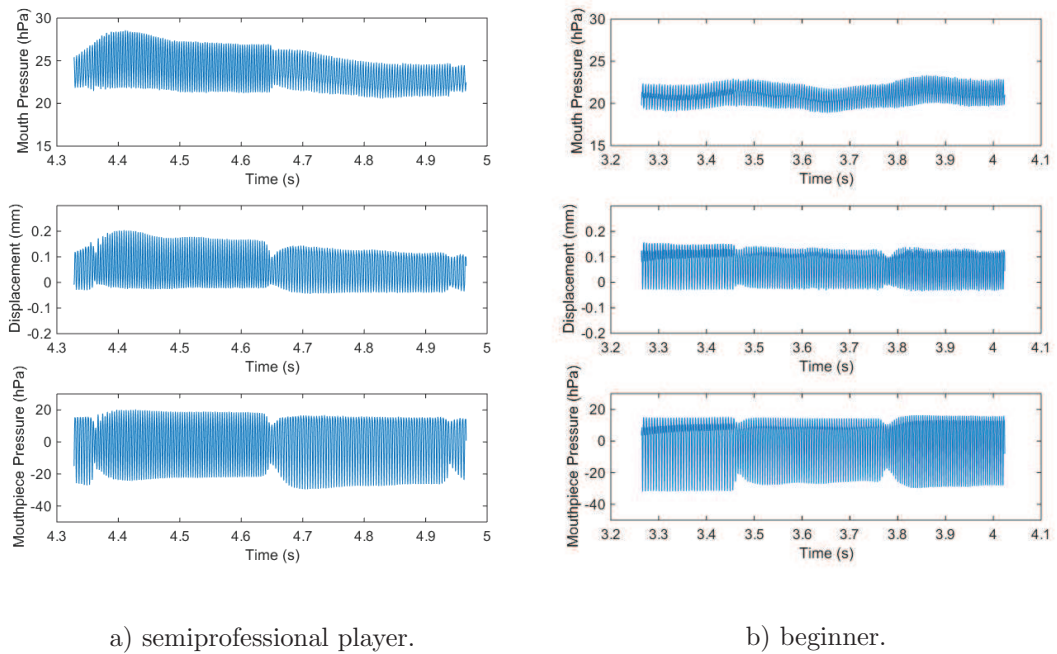 Mouth Pressure (hPa)
30
25
20
15
4.3 4.4 4.5 4.6 4.7 4.8 4.9 5
Time (s)
Displacement (mm)
0.2
0.1
0
-0.1
-0.2
4.3 4.4 4.5 4.6 4.7 4.8 4.9 5
Time (s)
Mouthpiece Pressure (hPa)
20
0
-20
-40
4.3 4.4 4.5 4.6 4.7 4.8 4.9 5
Time (s)
a) semiprofessional player.
Mouth Pressure (hPa)
30
25
20
15
3.2 3.3 3.4 3.5 3.6 3.7 3.8 3.9 4 4.1
Time (s)
Displacement (mm)
0.2
0.1
0
-0.1
-0.2
3.2 3.3 3.4 3.5 3.6 3.7 3.8 3.9 4 4.1
Time (s)
Mouthpiece Pressure (hPa)
20
0
-20
-40
3.2 3.3 3.4 3.5 3.6 3.7 3.8 3.9 4 4.1
Time (s)
b) beginner.